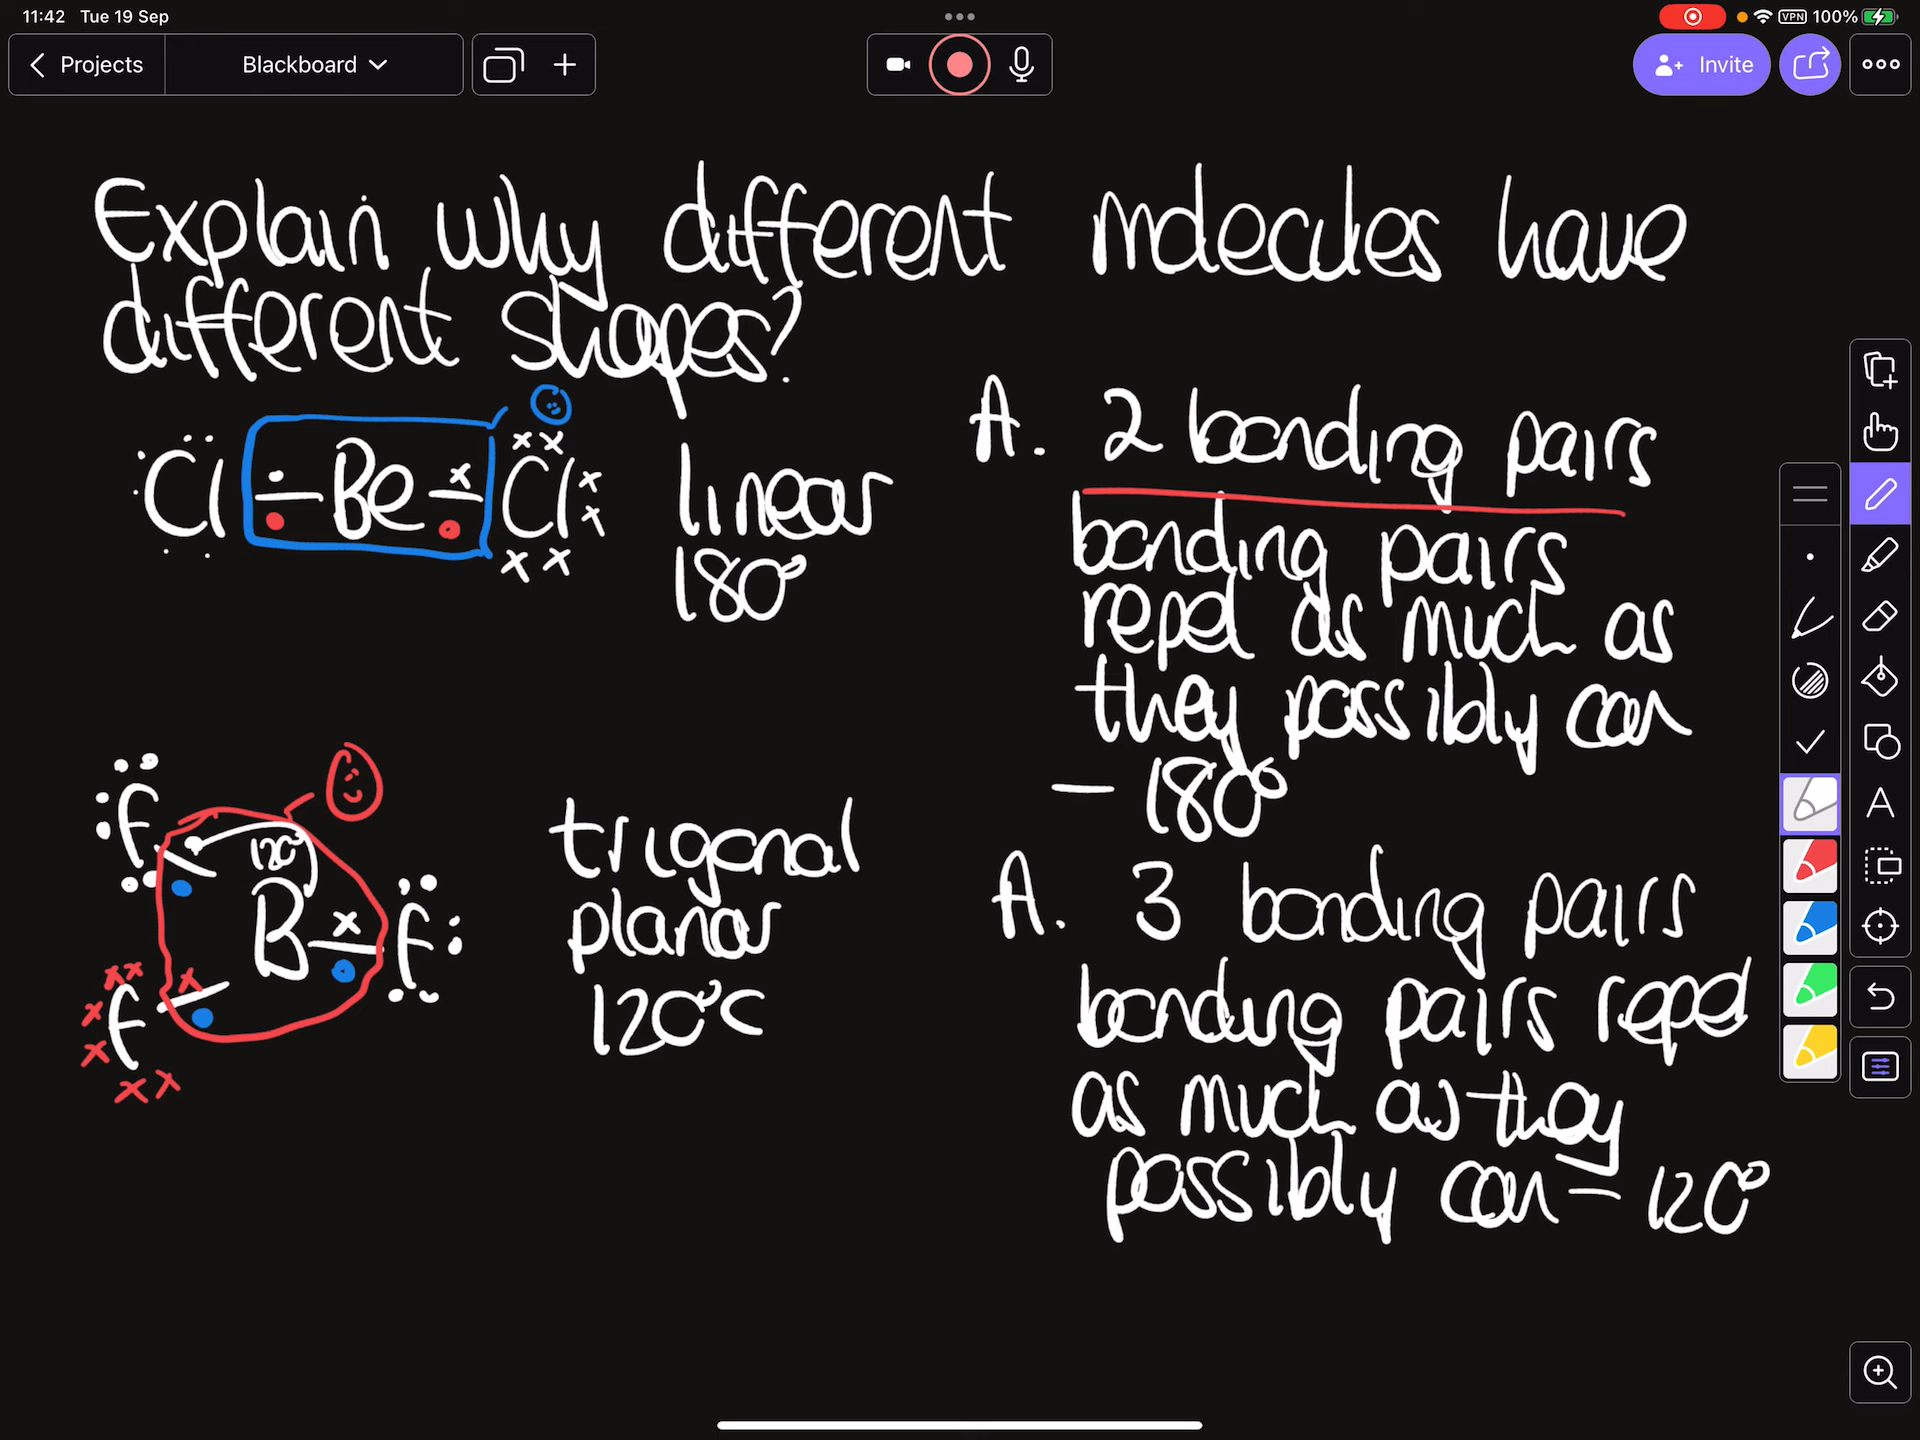 11:42 Tue 19 Sep
VPN 100%
Projects
Blackboard
Invite
Explain why different molecules have
different shapes?
Cl - Be - Cl
linear
180°
A. 2 bonding pairs
bonding pairs
repel as much as
they possibly can
- 180°
F
120°
B - F
F
trigonal
planar
120°C
A. 3 bonding pairs
bonding pairs repel
as much as they
possibly can - 120°
A